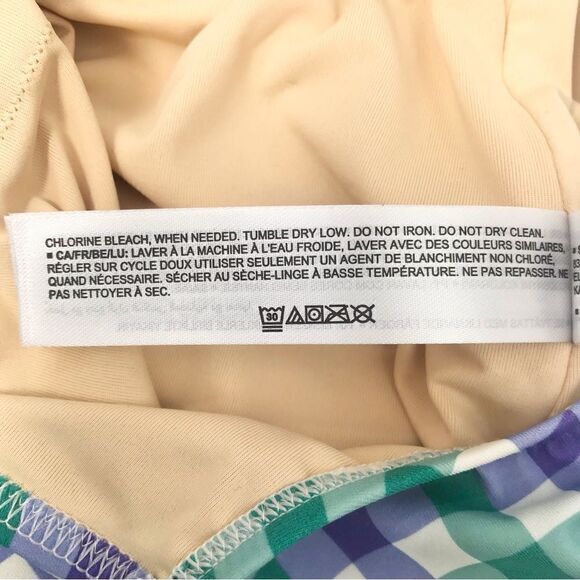 CHLORINE BLEACH, WHEN NEEDED. TUMBLE DRY LOW. DO NOT IRON. DO NOT DRY CLEAN.
■ CA/FR/BE/LU: LAVER À LA MACHINE À L'EAU FROIDE, LAVER AVEC DES COULEURS SIMILAIRES,
RÉGLER SUR CYCLE DOUX UTILISER SEULEMENT UN AGENT DE BLANCHIMENT NON CHLORÉ,
QUAND NÉCESSAIRE. SÉCHER AU SÈCHE-LINGE À BASSE TEMPÉRATURE. NE PAS REPASSER. NE
PAS NETTOYER À SEC.
30